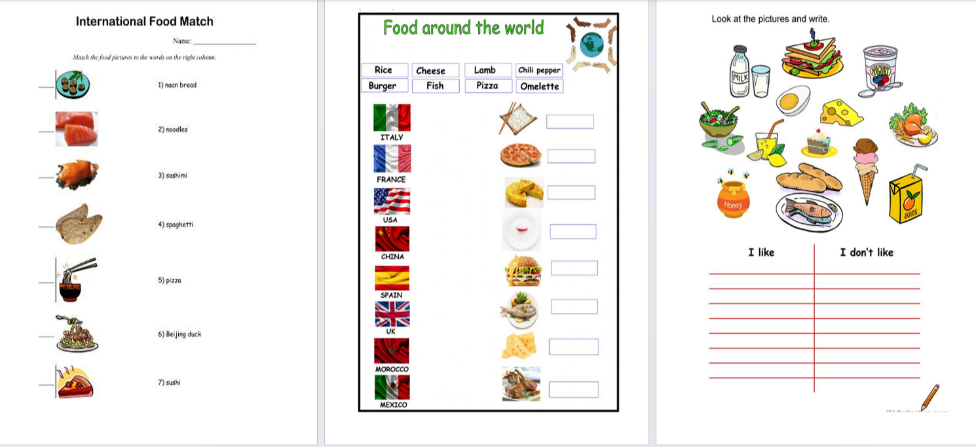 International Food Match
Name:
Match the food pictures to the words on the right column.
1) naan bread
2) noodles
3) sashimi
4) spaghetti
5) pizza
6) Beijing duck
7) sushi
Food around the world
Rice Cheese Lamb Chili pepper
Burger Fish Pizza Omelette
ITALY
FRANCE
USA
CHINA
SPAIN
UK
MOROCCO
MEXICO
Look at the pictures and write.
MILK
YOGURT
Honey
JUICE
I like I don't like